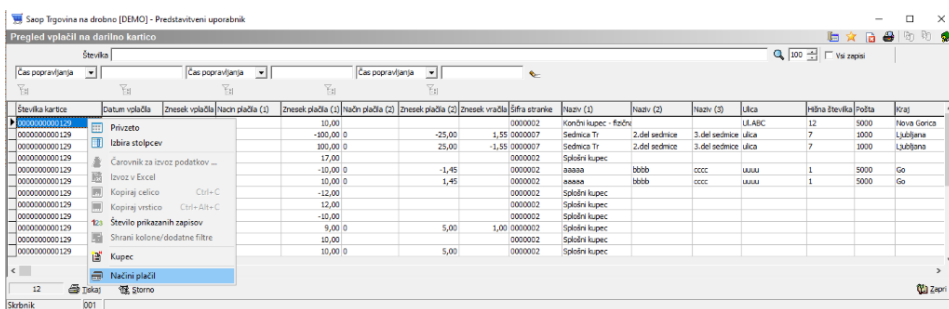 Saop Trgovina na drobno [DEMO] - Predstavitveni uporabnik
Pregled vplačil na darilno kartico
Številka 100 Vsi zapisi
Čas popravljanja Čas popravljanja Čas popravljanja
Številka kartice Datum vplačila Znesek vplačila Način plačila (1) Znesek plačila (1) Način plačila (2) Znesek plačila (2) Znesek vračila Šifra stranke Naziv (1) Naziv (2) Naziv (3) Ulica Hišna številka Pošta Kraj
0000000000129 10,00 0000002 Končni kupec - fizična Ul.ABC 12 5000 Nova Gorica
0000000000129 -100,00 0 -25,00 1,55 0000007 Sedmica Tr 2.del sedmice 3.del sedmice ulica 7 1000 Ljubljana
0000000000129 100,00 0 25,00 -1,55 0000007 Sedmica Tr 2.del sedmice 3.del sedmice ulica 7 1000 Ljubljana
0000000000129 17,00 0000002 Splošni kupec
0000000000129 -10,00 0 -1,45 0000002 aaaaa bbbb cccc uuuu 1 5000 Go
0000000000129 10,00 0 1,45 0000002 aaaaa bbbb cccc uuuu 1 5000 Go
0000000000129 -12,00 0000002 Splošni kupec
0000000000129 12,00 0000002 Splošni kupec
0000000000129 -10,00 0000002 Splošni kupec
0000000000129 9,00 0 5,00 1,00 0000002 Splošni kupec
0000000000129 10,00 0000002 Splošni kupec
0000000000129 10,00 0 5,00 0000002 Splošni kupec
Privzeto
Izbira stolpcev
Čarovnik za izvoz podatkov ...
Izvoz v Excel
Kopiraj celico Ctrl+C
Kopiraj vrstico Ctrl+Alt+C
123 Število prikazanih zapisov
Shrani kolone/dodatne filtre
Kupec
Načini plačil
12 Tiskaj Storno Zapri
Skrbnik 001